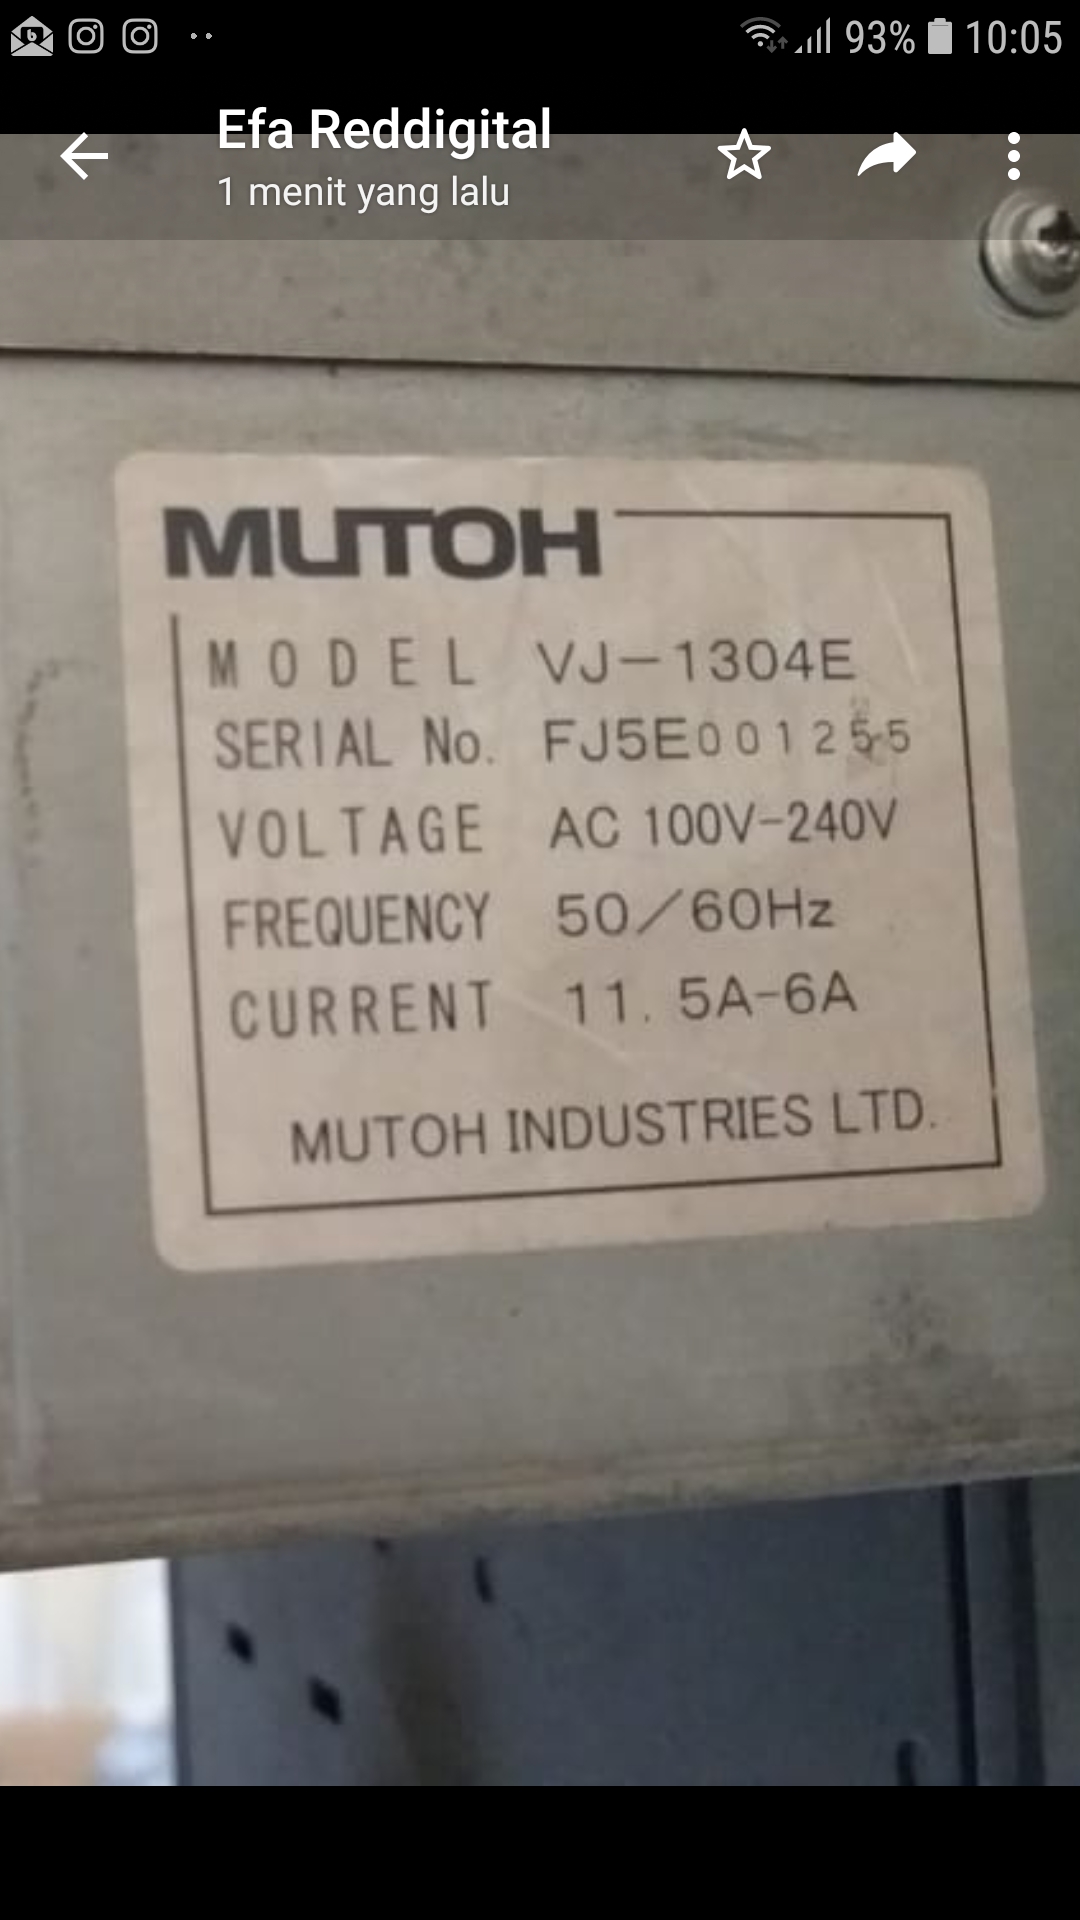 93% 10:05
Efa Reddigital
1 menit yang lalu
MUTOH
MODEL VJ-1304E
SERIAL No. FJ5E001255
VOLTAGE AC 100V-240V
FREQUENCY 50/60Hz
CURRENT 11.5A-6A
MUTOH INDUSTRIES LTD.